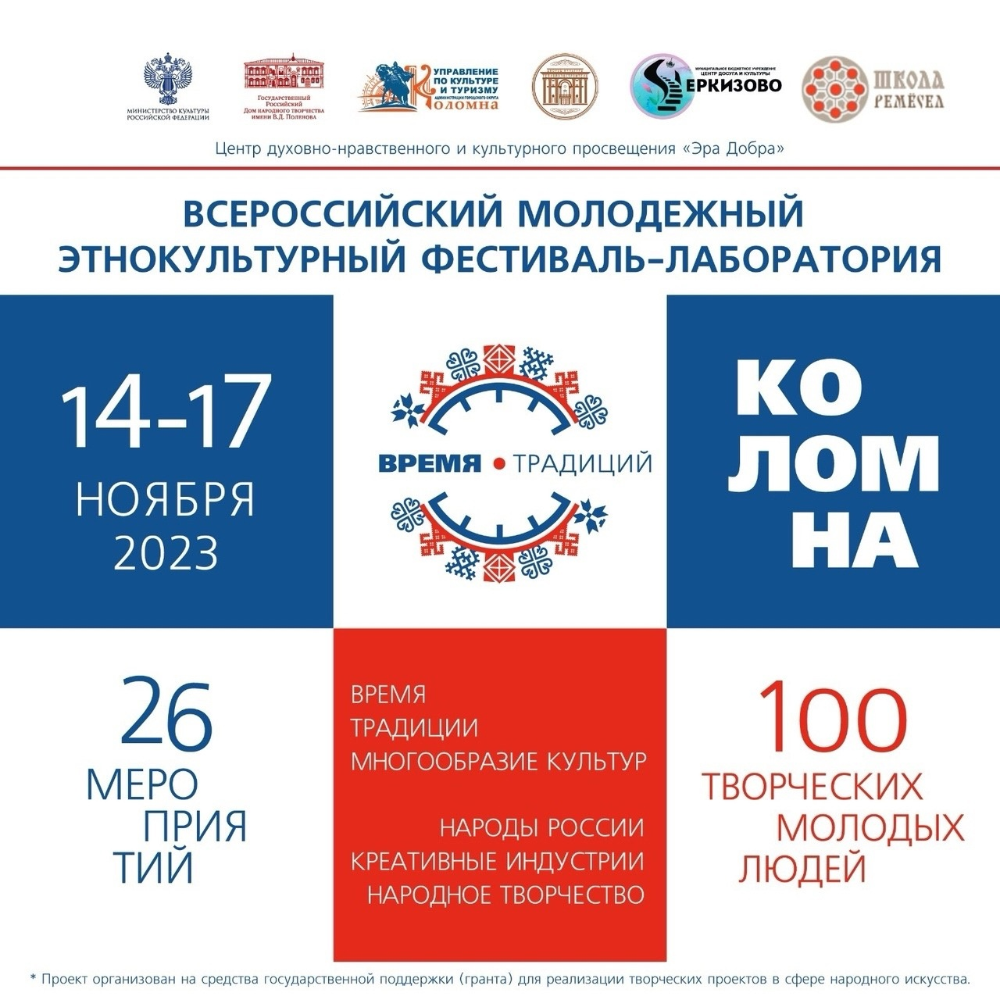 МИНИСТЕРСТВО КУЛЬТУРЫ
РОССИЙСКОЙ ФЕДЕРАЦИИ
ГОСУДАРСТВЕННЫЙ
РОССИЙСКИЙ
ДОМ НАРОДНОГО ТВОРЧЕСТВА
ИМЕНИ В.Д. ПОЛЕНОВА
УПРАВЛЕНИЕ
ПО КУЛЬТУРЕ
И ТУРИЗМУ
АДМИНИСТРАЦИИ ГОРОДСКОГО ОКРУГА
Коломна
МУНИЦИПАЛЬНОЕ БЮДЖЕТНОЕ УЧРЕЖДЕНИЕ
ЦЕНТР ДОСУГА И КУЛЬТУРЫ
ЧЕРКИЗОВО
ШКОЛА
РЕМЁСЕЛ
Центр духовно-нравственного и культурного просвещения «Эра Добра»
ВСЕРОССИЙСКИЙ МОЛОДЕЖНЫЙ
ЭТНОКУЛЬТУРНЫЙ ФЕСТИВАЛЬ-ЛАБОРАТОРИЯ
14-17
НОЯБРЯ
2023
ВРЕМЯ • ТРАДИЦИЙ
КО
ЛОМ
НА
26
МЕРО
ПРИЯ
ТИЙ
ВРЕМЯ
ТРАДИЦИИ
МНОГООБРАЗИЕ КУЛЬТУР
НАРОДЫ РОССИИ
КРЕАТИВНЫЕ ИНДУСТРИИ
НАРОДНОЕ ТВОРЧЕСТВО
100
ТВОРЧЕСКИХ
МОЛОДЫХ
ЛЮДЕЙ
* Проект организован на средства государственной поддержки (гранта) для реализации творческих проектов в сфере народного искусства.